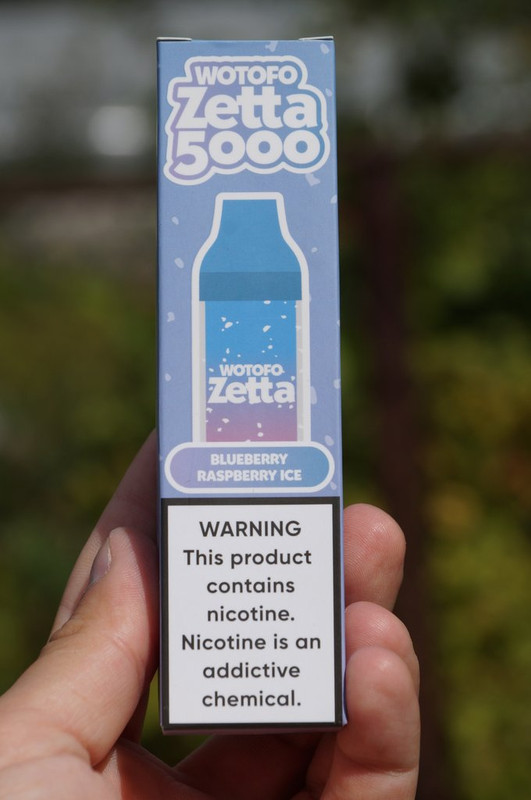 WOTOFO
Zetta
5000
WOTOFO
Zetta
BLUEBERRY
RASPBERRY ICE
WARNING
This product
contains
nicotine.
Nicotine is an
addictive
chemical.